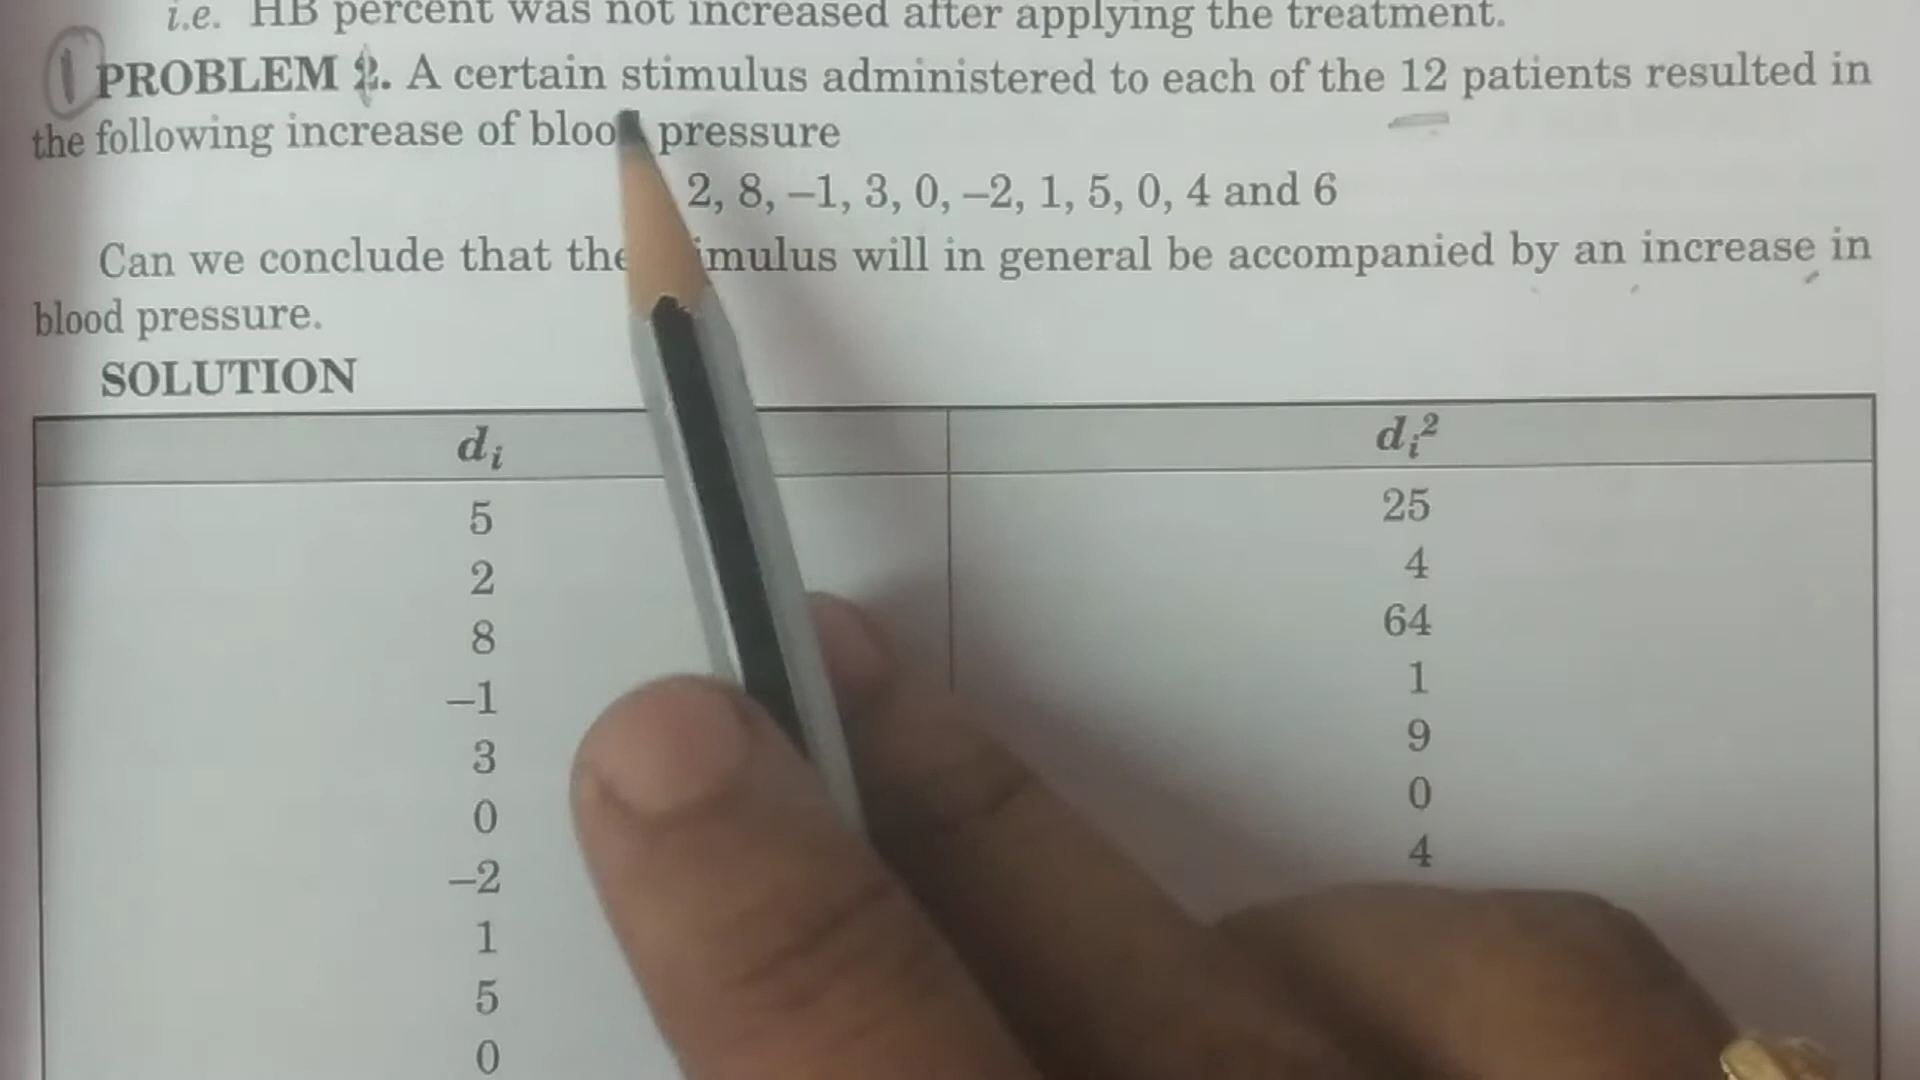 i.e. HB percent was not increased after applying the treatment.
1 PROBLEM 2. A certain stimulus administered to each of the 12 patients resulted in
the following increase of bloo pressure
2, 8, –1, 3, 0, –2, 1, 5, 0, 4 and 6
Can we conclude that the imulus will in general be accompanied by an increase in
blood pressure.
SOLUTION
dᵢ dᵢ²
5 25
2 4
8 64
–1 1
3 9
0 0
–2 4
1
5
0